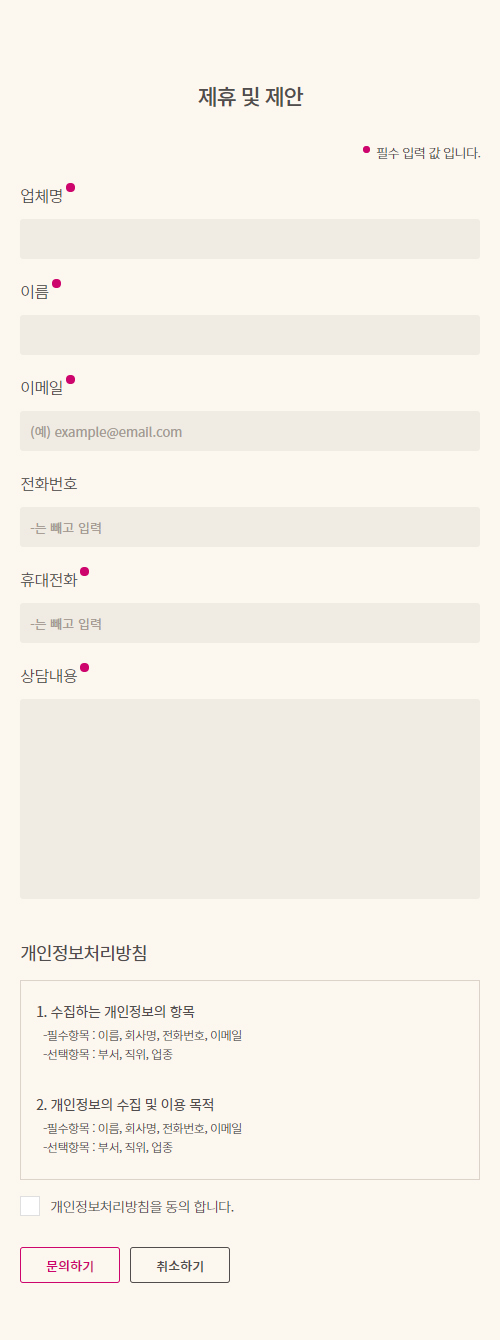 제휴 및 제안
필수 입력 값 입니다.
업체명
이름
이메일
(예) example@email.com
전화번호
-는 빼고 입력
휴대전화
-는 빼고 입력
상담내용
개인정보처리방침
1. 수집하는 개인정보의 항목
-필수항목 : 이름, 회사명, 전화번호, 이메일
-선택항목 : 부서, 직위, 업종
2. 개인정보의 수집 및 이용 목적
-필수항목 : 이름, 회사명, 전화번호, 이메일
-선택항목 : 부서, 직위, 업종
개인정보처리방침을 동의 합니다.
문의하기 취소하기